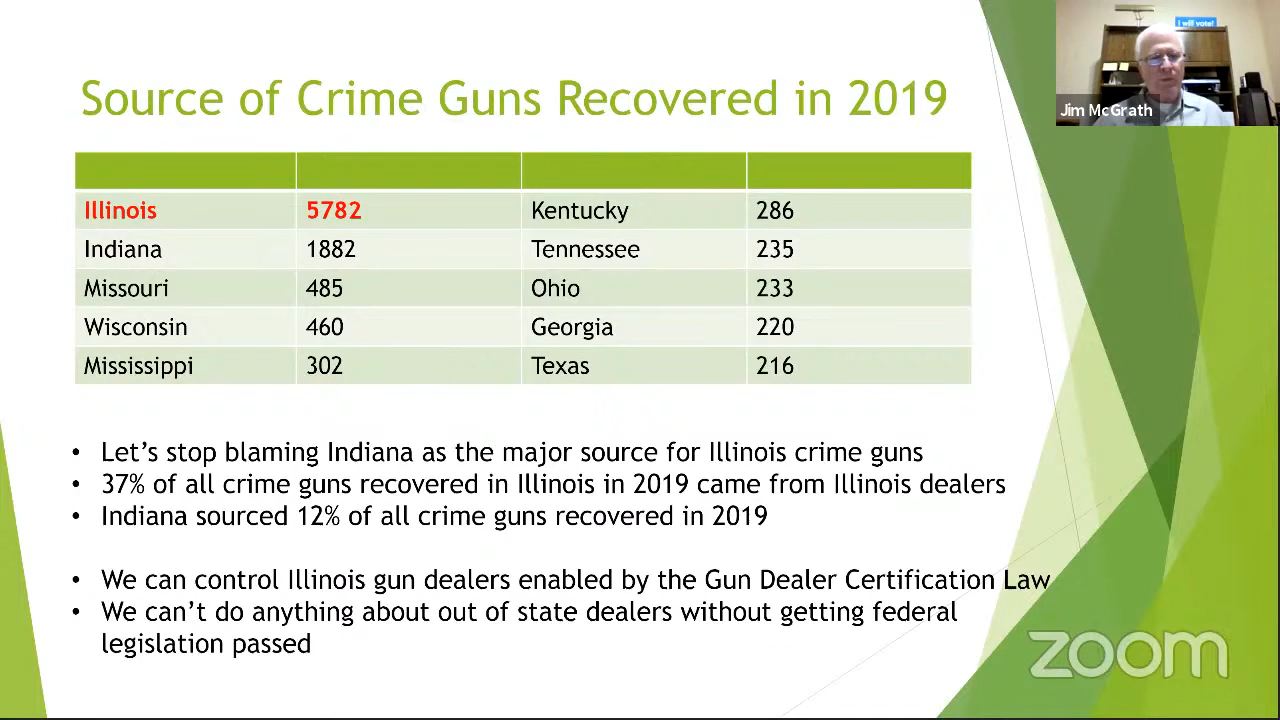 I will vote!
Jim McGrath
Source of Crime Guns Recovered in 2019
Illinois 5782 Kentucky 286
Indiana 1882 Tennessee 235
Missouri 485 Ohio 233
Wisconsin 460 Georgia 220
Mississippi 302 Texas 216
• Let's stop blaming Indiana as the major source for Illinois crime guns
• 37% of all crime guns recovered in Illinois in 2019 came from Illinois dealers
• Indiana sourced 12% of all crime guns recovered in 2019
• We can control Illinois gun dealers enabled by the Gun Dealer Certification Law
• We can't do anything about out of state dealers without getting federal
legislation passed
zoom